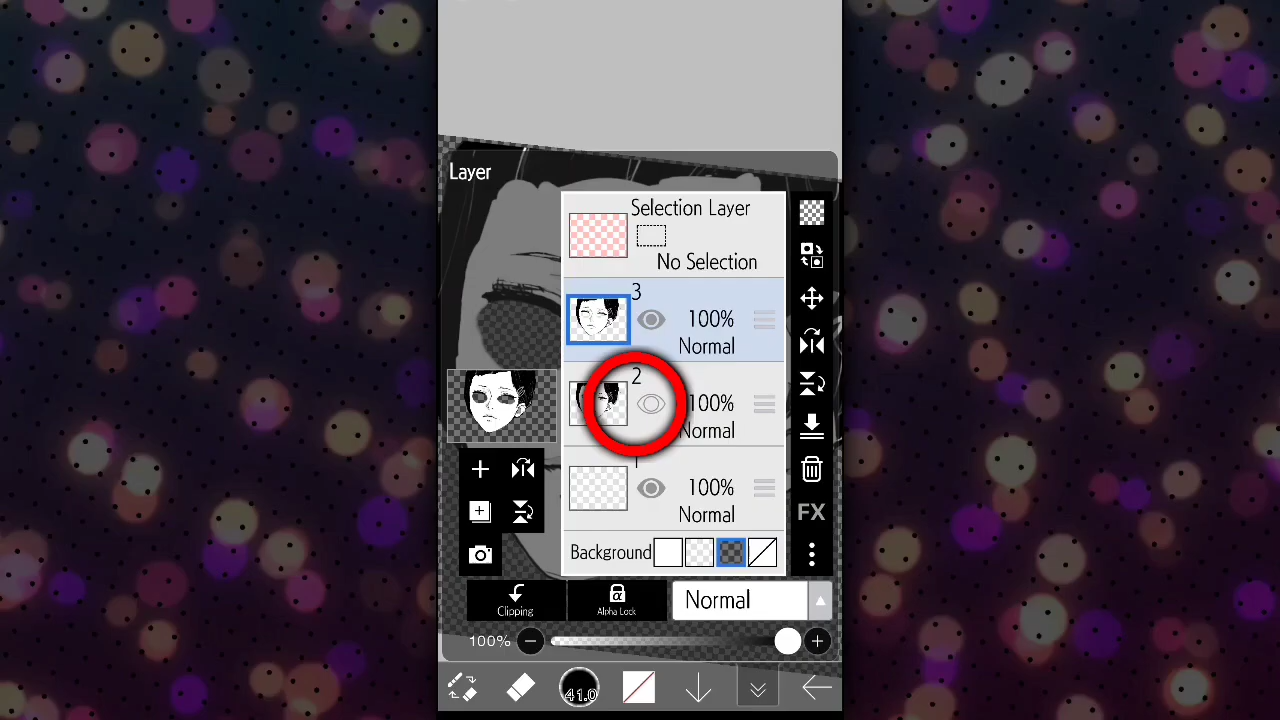 Layer
Selection Layer
No Selection
3
100%
Normal
2
100%
Normal
1
100%
Normal
Background
FX
Clipping
α
Alpha Lock
Normal
100%
41.0